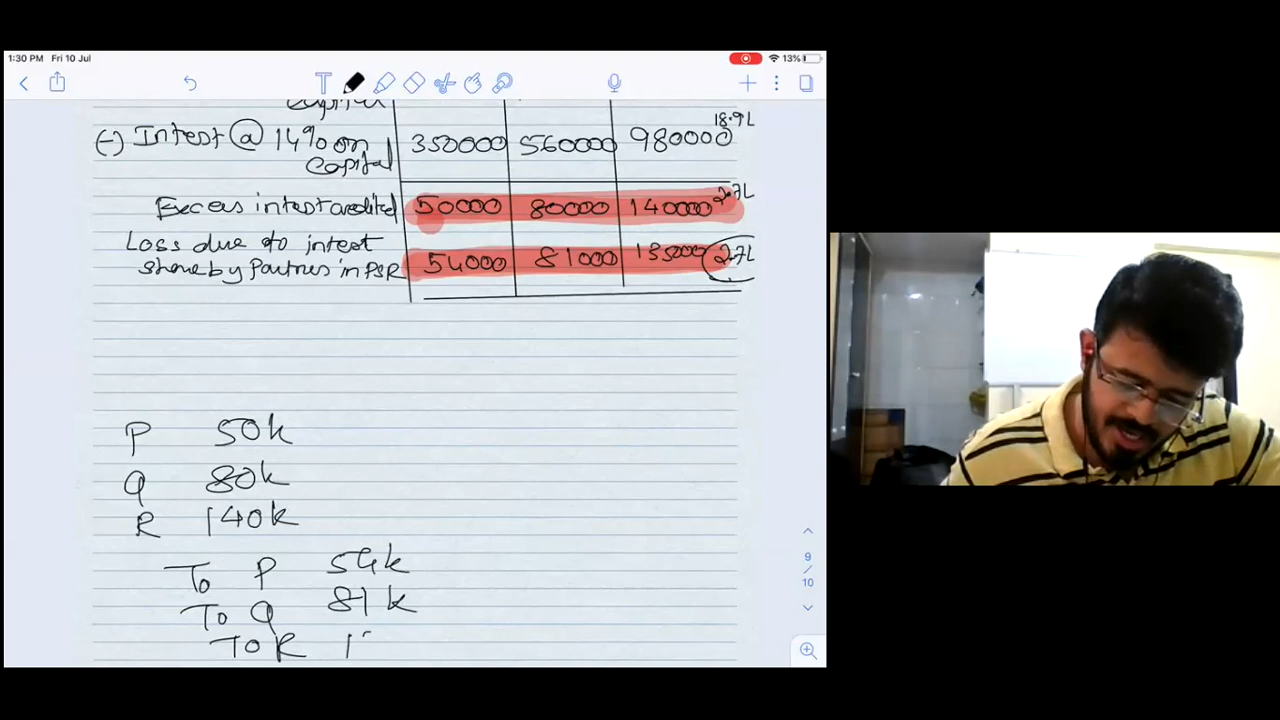 1:30 PM Fri 10 Jul 13%
Capital
18.9L
(-) Intest @ 14% on 350000 560000 980000
Capital
Excess intest credited 50000 80000 140000 2.7L
Loss due to intest
share by Partners in PSR 54000 81000 135000 2.7L
P 50k
Q 80k
R 140k
To P 54k
To Q 81k
To R 1
9
/
10